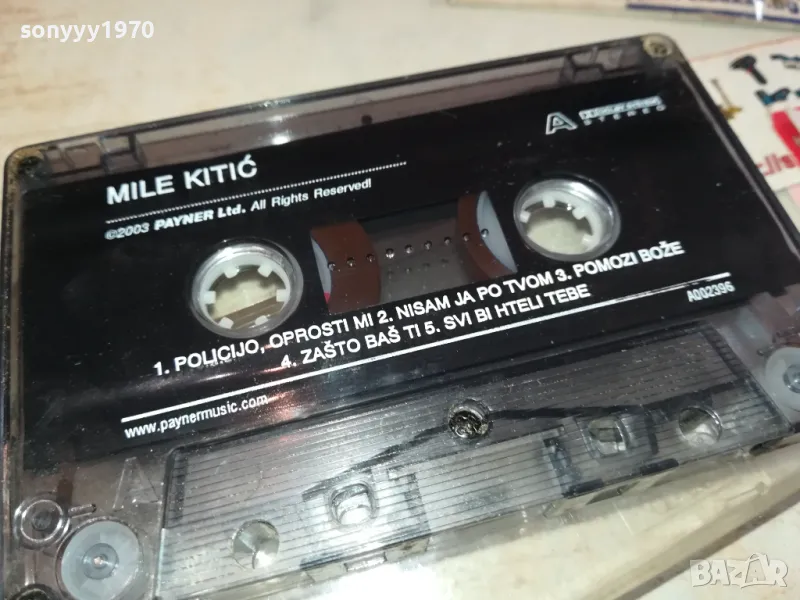 sonyyy1970
MILE KITIĆ
A
STEREO
©2003 PAYNER Ltd. All Rights Reserved!
1. POLICIJO, OPROSTI MI 2. NISAM JA PO TVOM 3. POMOZI BOŽE
4. ZAŠTO BAŠ TI 5. SVI BI HTELI TEBE
A002396
www.paynermusic.com
BAZAR